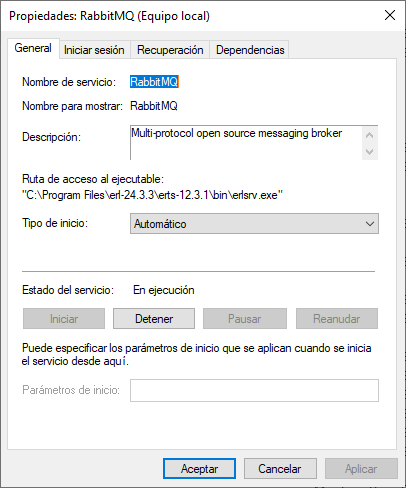 Propiedades: RabbitMQ (Equipo local)
General Iniciar sesión Recuperación Dependencias
Nombre de servicio: RabbitMQ
Nombre para mostrar: RabbitMQ
Descripción: Multi-protocol open source messaging broker
Ruta de acceso al ejecutable:
"C:\Program Files\erl-24.3.3\erts-12.3.1\bin\erlsrv.exe"
Tipo de inicio: Automático
Estado del servicio: En ejecución
Iniciar Detener Pausar Reanudar
Puede especificar los parámetros de inicio que se aplican cuando se inicia
el servicio desde aquí.
Parámetros de inicio:
Aceptar Cancelar Aplicar